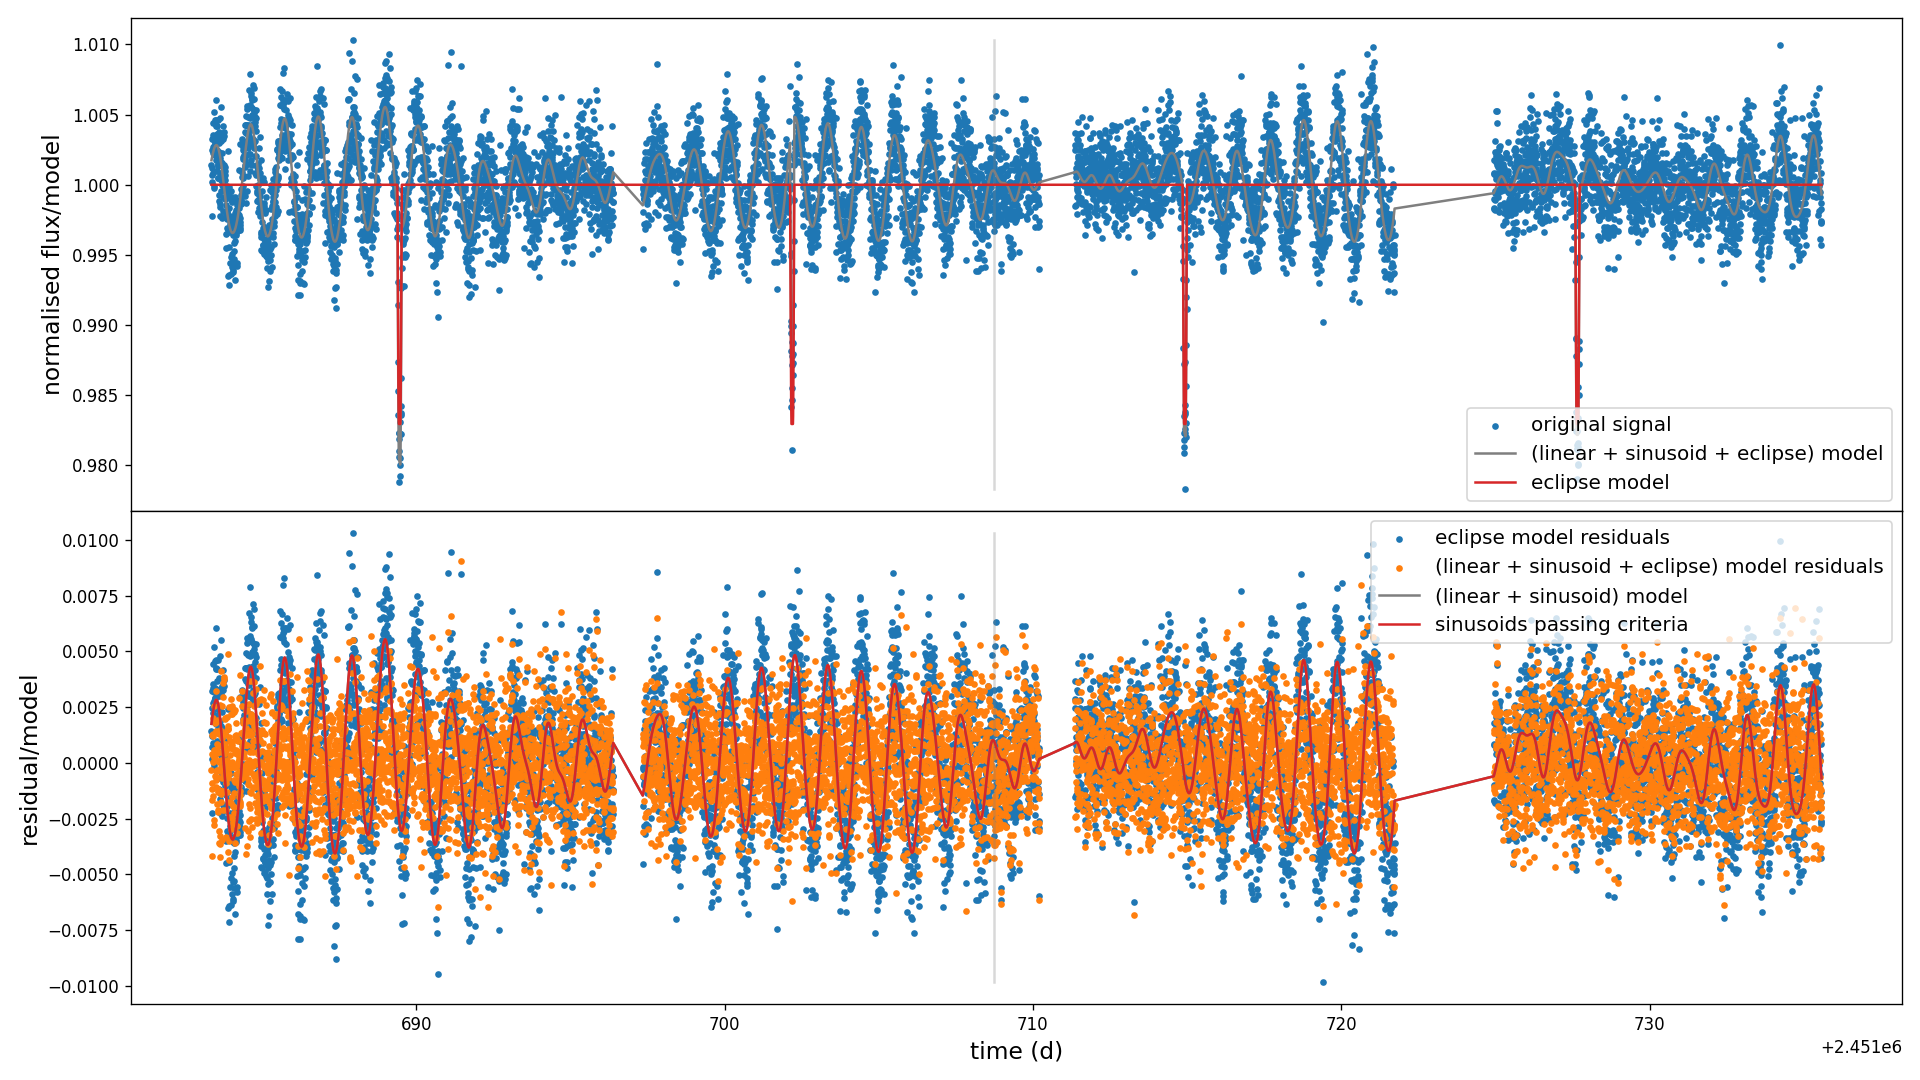 normalised flux/model
1.010
1.005
1.000
0.995
0.990
0.985
0.980
original signal
(linear + sinusoid + eclipse) model
eclipse model
residual/model
0.0100
0.0075
0.0050
0.0025
0.0000
−0.0025
−0.0050
−0.0075
−0.0100
eclipse model residuals
(linear + sinusoid + eclipse) model residuals
(linear + sinusoid) model
sinusoids passing criteria
690 700 710 720 730
time (d)
+2.451e6